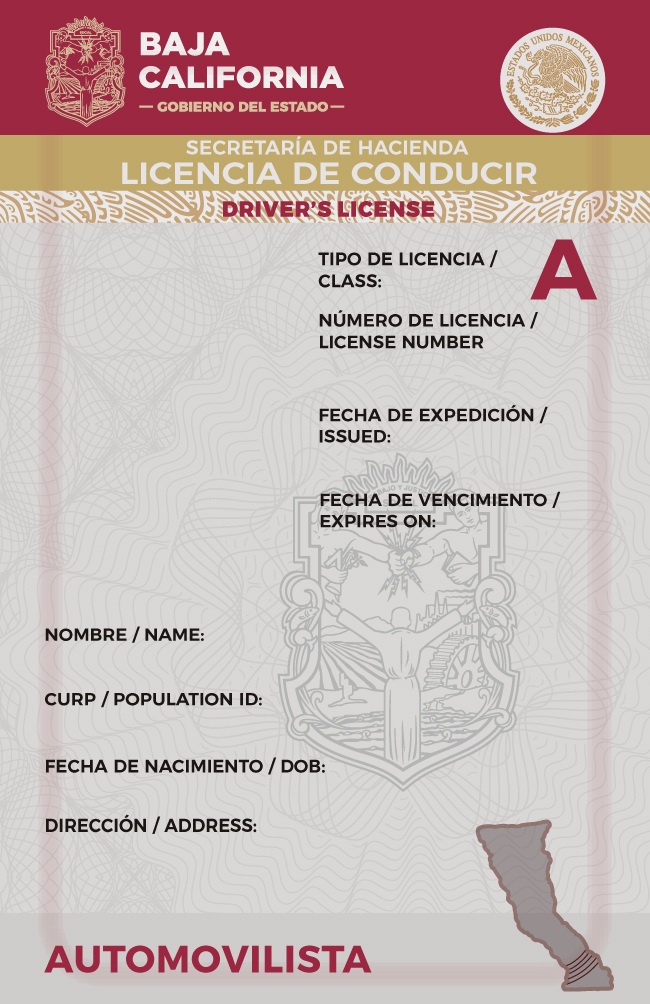 BAJA
CALIFORNIA
GOBIERNO DEL ESTADO
ESTADOS UNIDOS MEXICANOS
SECRETARÍA DE HACIENDA
LICENCIA DE CONDUCIR
DRIVER'S LICENSE
TIPO DE LICENCIA /
CLASS:
A
NÚMERO DE LICENCIA /
LICENSE NUMBER
FECHA DE EXPEDICIÓN /
ISSUED:
FECHA DE VENCIMIENTO /
EXPIRES ON:
NOMBRE / NAME:
CURP / POPULATION ID:
FECHA DE NACIMIENTO / DOB:
DIRECCIÓN / ADDRESS:
AUTOMOVILISTA